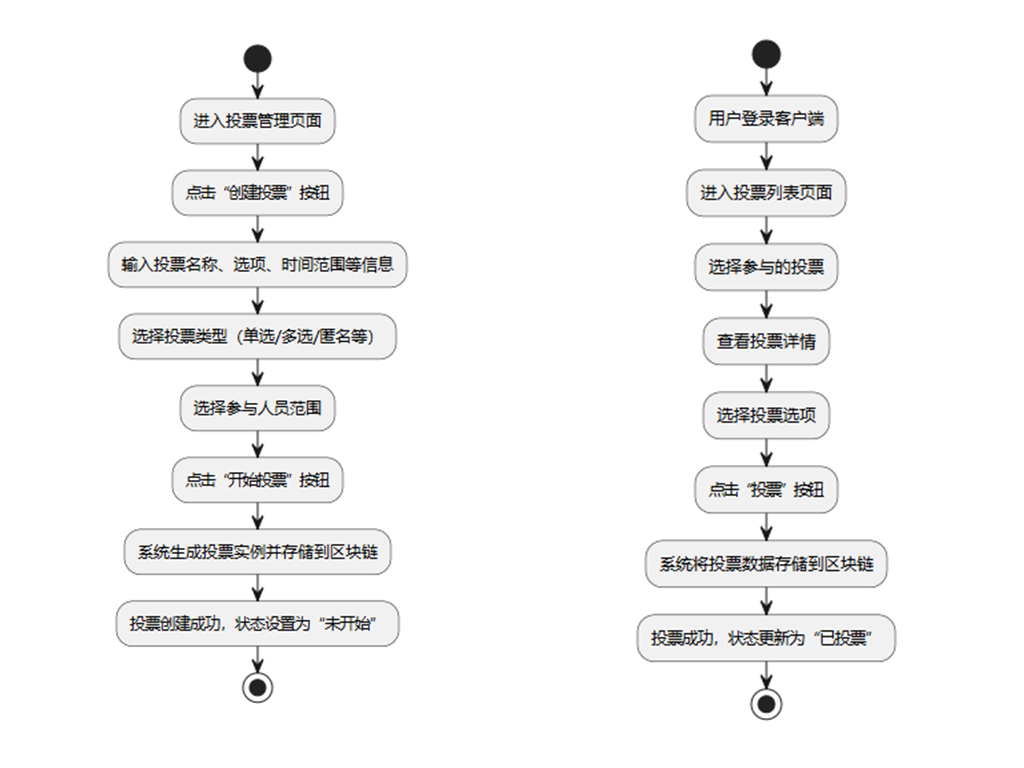 进入投票管理页面
点击“创建投票”按钮
输入投票名称、选项、时间范围等信息
选择投票类型（单选/多选/匿名等）
选择参与人员范围
点击“开始投票”按钮
系统生成投票实例并存储到区块链
投票创建成功，状态设置为“未开始”
用户登录客户端
进入投票列表页面
选择参与的投票
查看投票详情
选择投票选项
点击“投票”按钮
系统将投票数据存储到区块链
投票成功，状态更新为“已投票”